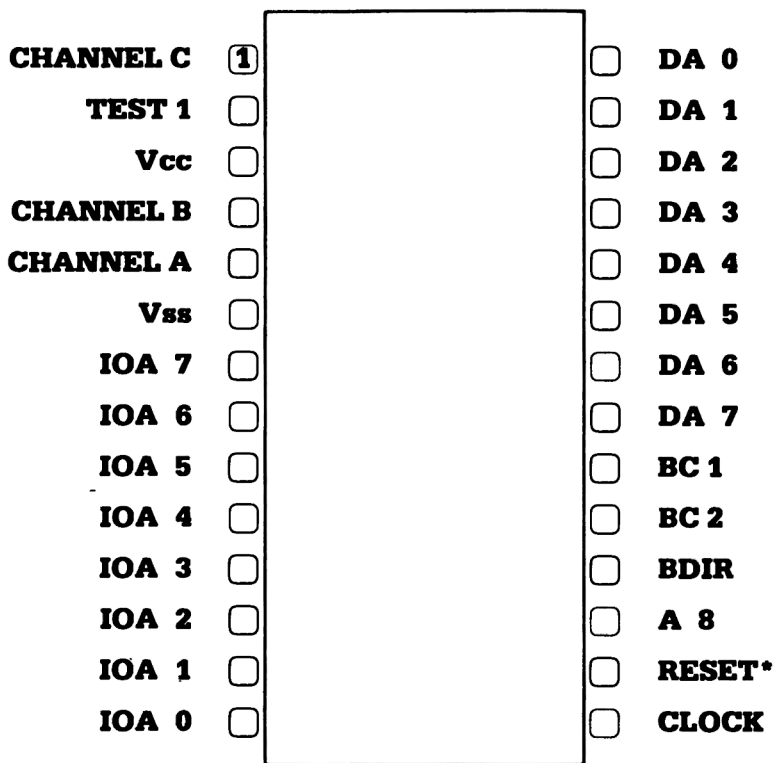 CHANNEL C 1 DA 0
TEST 1 DA 1
Vcc DA 2
CHANNEL B DA 3
CHANNEL A DA 4
Vss DA 5
IOA 7 DA 6
IOA 6 DA 7
IOA 5 BC 1
IOA 4 BC 2
IOA 3 BDIR
IOA 2 A 8
IOA 1 RESET*
IOA 0 CLOCK